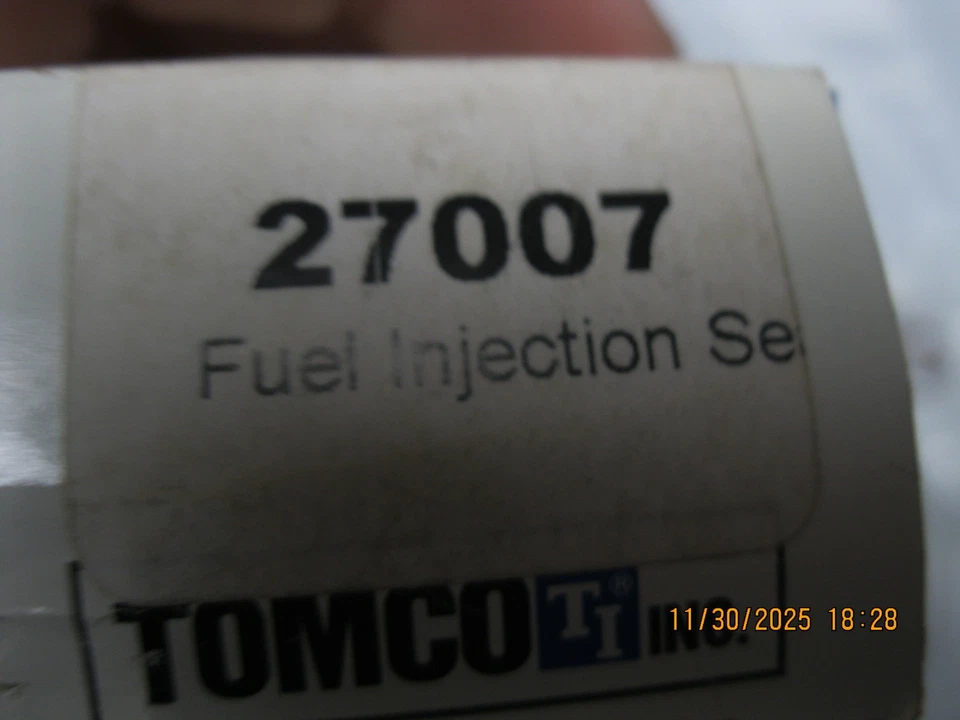 27007
Fuel Injection Se
TOMCO TI® INC.
11/30/2025 18:28